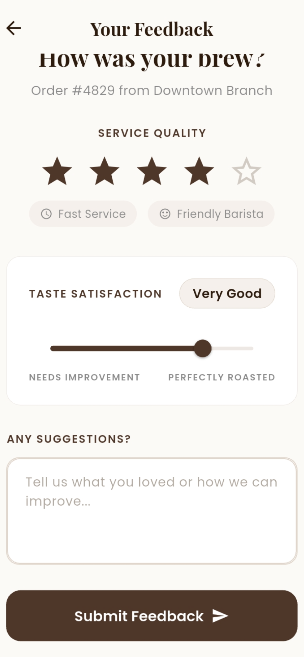 Your Feedback
How was your brew?
Order #4829 from Downtown Branch
SERVICE QUALITY
Fast Service
Friendly Barista
TASTE SATISFACTION
Very Good
NEEDS IMPROVEMENT
PERFECTLY ROASTED
ANY SUGGESTIONS?
Tell us what you loved or how we can
improve...
Submit Feedback